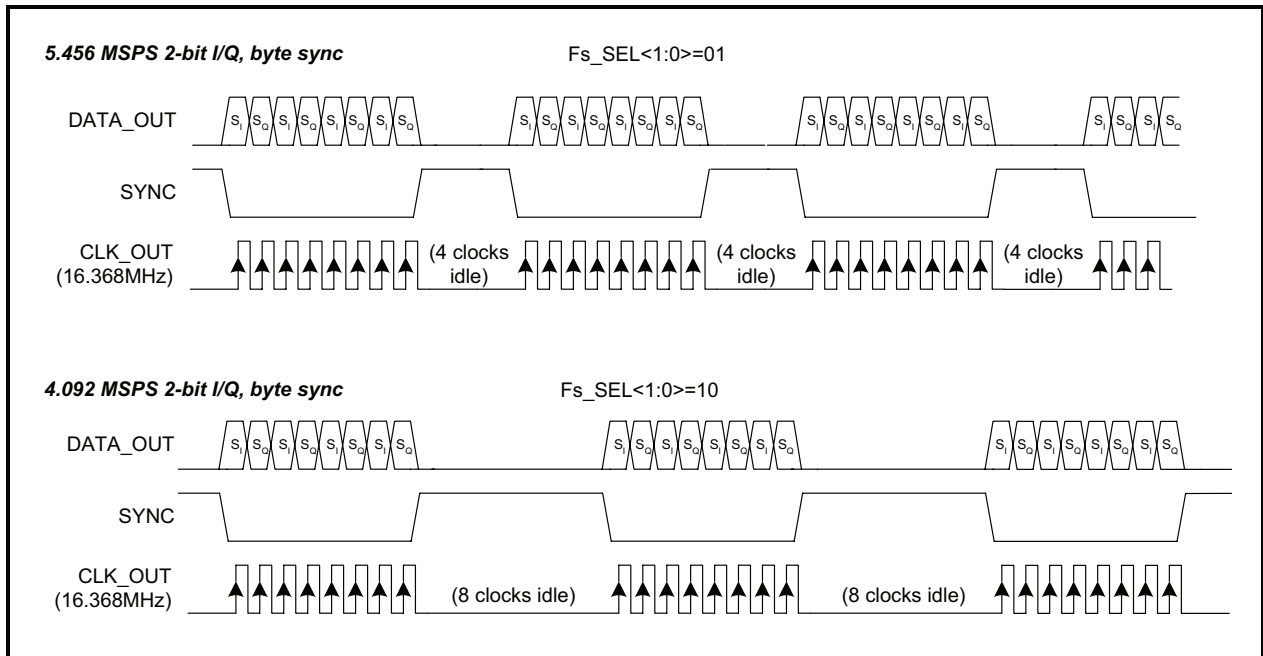 5.456 MSPS 2-bit I/Q, byte sync
Fs_SEL<1:0>=01
DATA_OUT
SI SQ SI SQ SI SQ SI SQ
SI SQ SI SQ SI SQ SI SQ
SI SQ SI SQ SI SQ SI SQ
SI SQ SI SQ
SYNC
CLK_OUT
(16.368MHz)
(4 clocks
idle)
(4 clocks
idle)
(4 clocks
idle)
4.092 MSPS 2-bit I/Q, byte sync
Fs_SEL<1:0>=10
DATA_OUT
SI SQ SI SQ SI SQ SI SQ
SI SQ SI SQ SI SQ SI SQ
SI SQ SI SQ SI SQ SI SQ
SYNC
CLK_OUT
(16.368MHz)
(8 clocks idle)
(8 clocks idle)